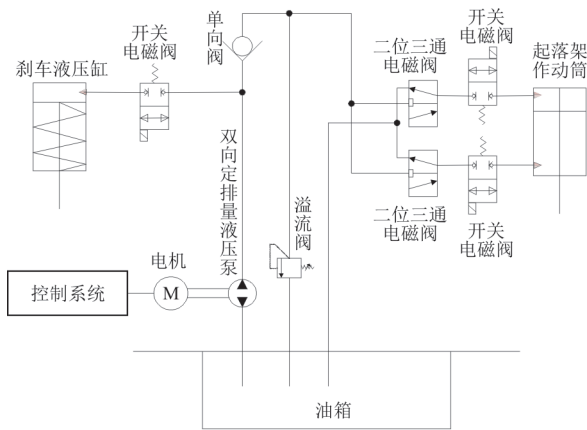 单向阀
开关
电磁阀
刹车液压缸
开关
电磁阀
二位三通
电磁阀
起落架
作动筒
双向定排量液压泵
溢流阀
二位三通
电磁阀
开关
电磁阀
电机
控制系统
M
油箱